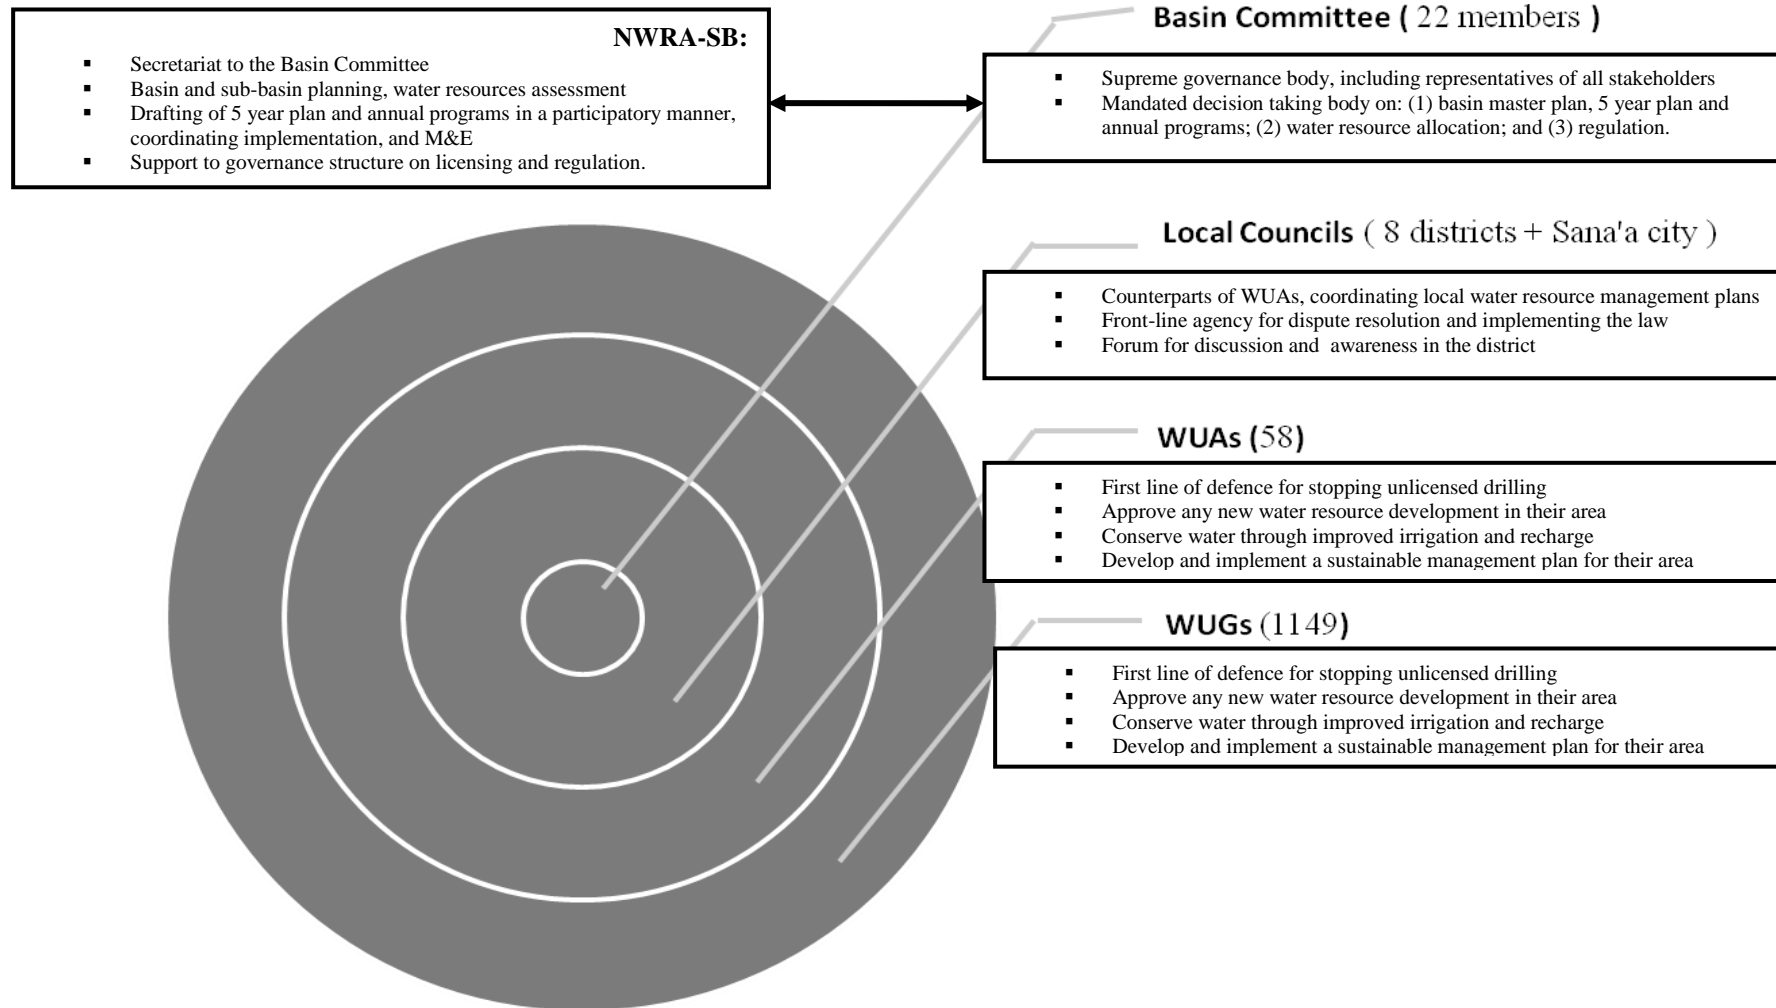 NWRA-SB:
▪ Secretariat to the Basin Committee
▪ Basin and sub-basin planning, water resources assessment
▪ Drafting of 5 year plan and annual programs in a participatory manner,
coordinating implementation, and M&E
▪ Support to governance structure on licensing and regulation.
Basin Committee ( 22 members )
▪ Supreme governance body, including representatives of all stakeholders
▪ Mandated decision taking body on: (1) basin master plan, 5 year plan and
annual programs; (2) water resource allocation; and (3) regulation.
Local Councils ( 8 districts + Sana'a city )
▪ Counterparts of WUAs, coordinating local water resource management plans
▪ Front-line agency for dispute resolution and implementing the law
▪ Forum for discussion and awareness in the district
WUAs (58)
▪ First line of defence for stopping unlicensed drilling
▪ Approve any new water resource development in their area
▪ Conserve water through improved irrigation and recharge
▪ Develop and implement a sustainable management plan for their area
WUGs (1149)
▪ First line of defence for stopping unlicensed drilling
▪ Approve any new water resource development in their area
▪ Conserve water through improved irrigation and recharge
▪ Develop and implement a sustainable management plan for their area